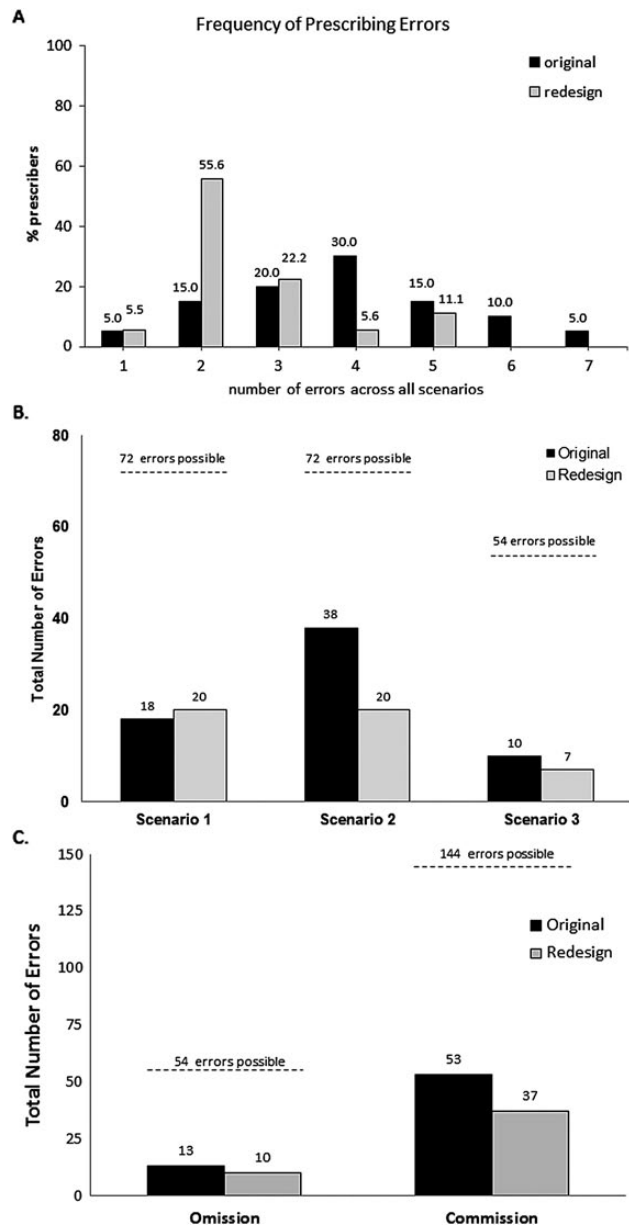 A
Frequency of Prescribing Errors
100
80
60
40
20
0
% prescribers
original
redesign
5.0
5.5
15.0
55.6
20.0
22.2
30.0
5.6
15.0
11.1
10.0
5.0
1 2 3 4 5 6 7
number of errors across all scenarios
B.
80
60
40
20
0
Total Number of Errors
72 errors possible
72 errors possible
54 errors possible
Original
Redesign
18
20
38
20
10
7
Scenario 1 Scenario 2 Scenario 3
C.
150
125
100
75
50
25
0
Total Number of Errors
144 errors possible
54 errors possible
Original
Redesign
13
10
53
37
Omission Commission